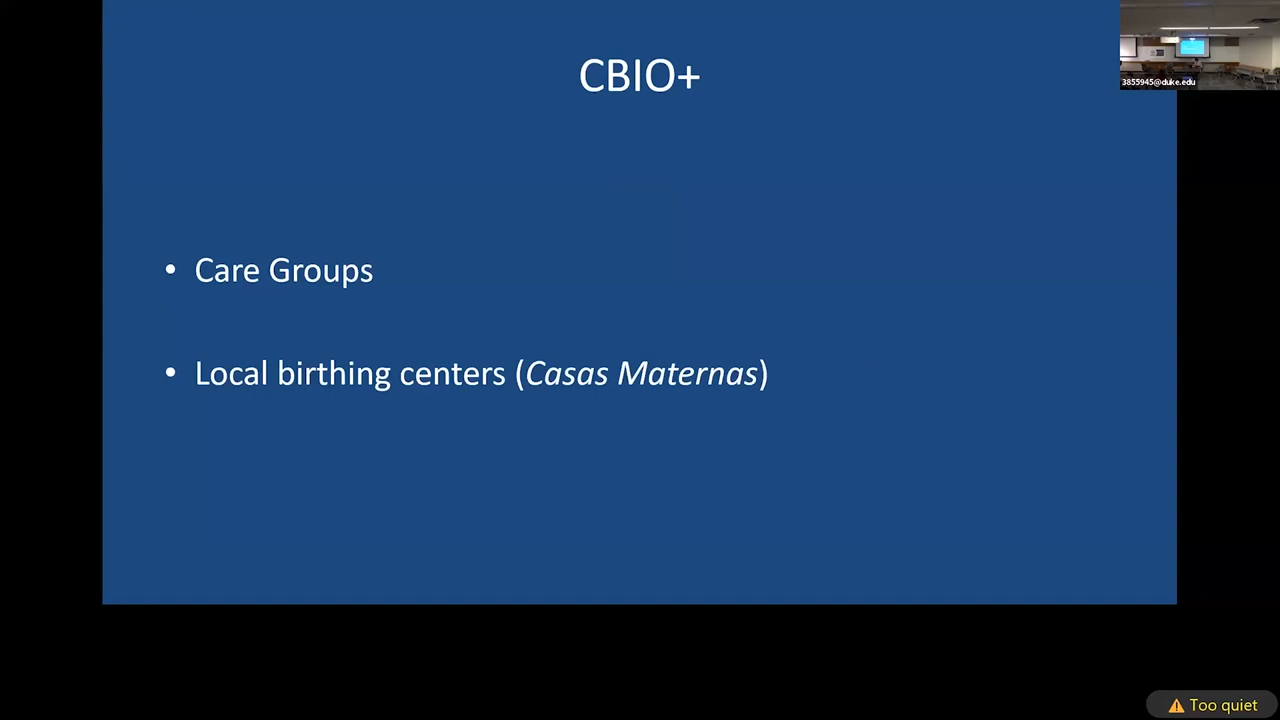 CBIO+
3855945@duke.edu
• Care Groups
• Local birthing centers (Casas Maternas)
Too quiet